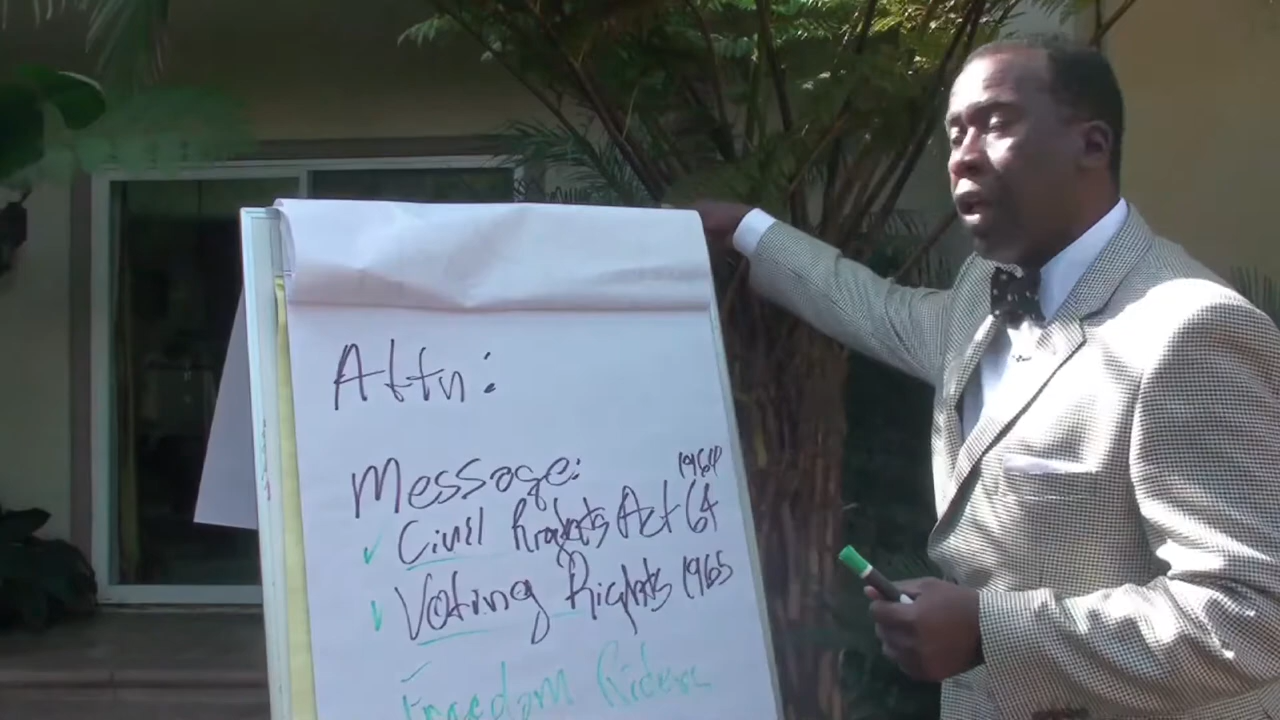 Attn:
Message:
1964
✓ Civil Rights Act 64
✓ Voting Rights 1965
Freedom Riders